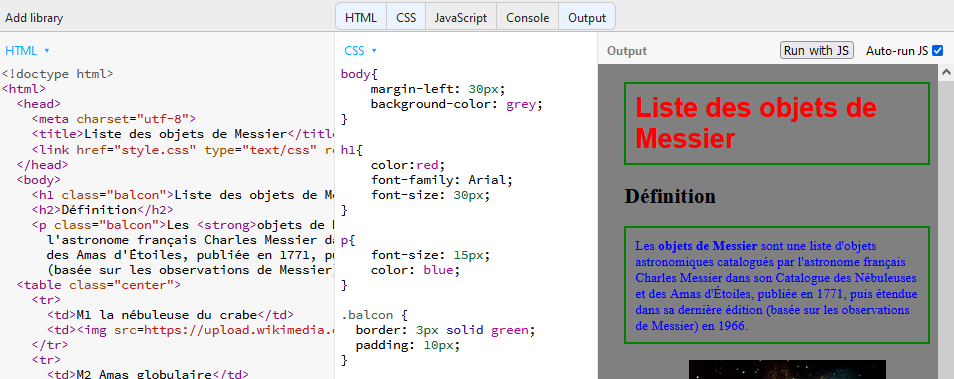 Add library
HTML CSS JavaScript Console Output
HTML
<!doctype html>
<html>
<head>
<meta charset="utf-8">
<title>Liste des objets de Messier</title
<link href="style.css" type="text/css"
</head>
<body>
<h1 class="balcon">Liste des objets de
<h2>Définition</h2>
<p class="balcon">Les <strong>objets de
l'astronome français Charles Messier
des Amas d'Étoiles, publiée en 1771,
(basée sur les observations de Messier
<table class="center">
<tr>
<td>M1 la nébuleuse du crabe</td>
<td><img src=https://upload.wikimedia.
</tr>
<tr>
<td>M2 Amas globulaire</td>
CSS
body{
margin-left: 30px;
background-color: grey;
}
h1{
color:red;
font-family: Arial;
font-size: 30px;
}
p{
font-size: 15px;
color: blue;
}
.balcon {
border: 3px solid green;
padding: 10px;
}
Output Run with JS Auto-run JS
Liste des objets de
Messier
Définition
Les objets de Messier sont une liste d'objets
astronomiques catalogués par l'astronome français
Charles Messier dans son Catalogue des Nébuleuses
et des Amas d'Étoiles, publiée en 1771, puis étendue
dans sa dernière édition (basée sur les observations
de Messier) en 1966.